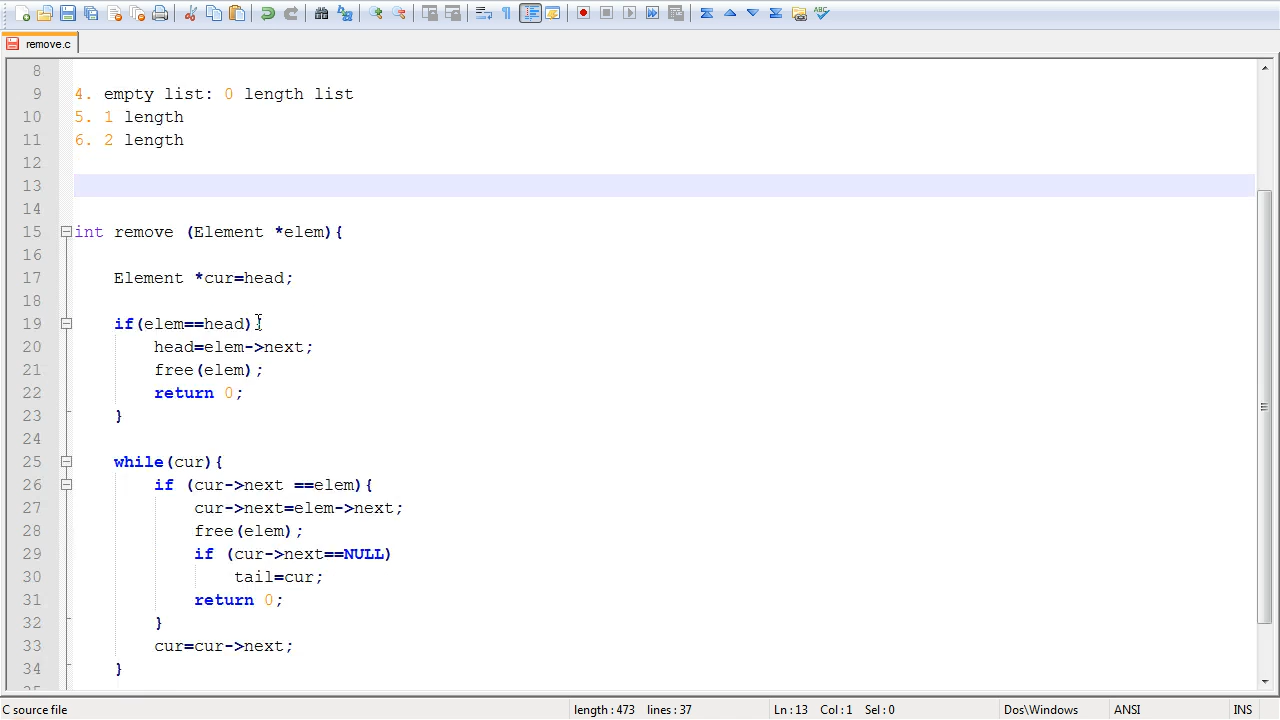 remove.c
8
9 4. empty list: 0 length list
10 5. 1 length
11 6. 2 length
12
13
14
15 int remove (Element *elem){
16
17 Element *cur=head;
18
19 if(elem==head){
20 head=elem->next;
21 free(elem);
22 return 0;
23 }
24
25 while(cur){
26 if (cur->next ==elem){
27 cur->next=elem->next;
28 free(elem);
29 if (cur->next==NULL)
30 tail=cur;
31 return 0;
32 }
33 cur=cur->next;
34 }
C source file length : 473 lines : 37 Ln : 13 Col : 1 Sel : 0 Dos\Windows ANSI INS